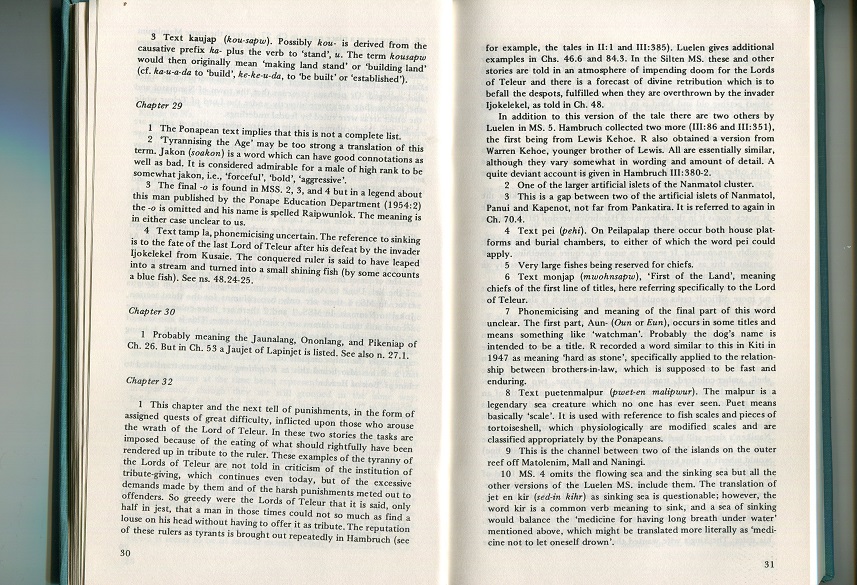 3 Text kaujap (kou-sapw). Possibly kou- is derived from the
causative prefix ka- plus the verb to 'stand', u. The term kousapw
would then originally mean 'making land stand' or 'building land'
(cf. ka-u-a-da to 'build', ke-ke-u-da, to 'be built' or 'established').
Chapter 29
1 The Ponapean text implies that this is not a complete list.
2 'Tyrannising the Age' may be too strong a translation of this
term. Jakon (soakon) is a word which can have good connotations as
well as bad. It is considered admirable for a male of high rank to be
somewhat jakon, i.e., 'forceful', 'bold', 'aggressive'.
3 The final -o is found in MSS. 2, 3, and 4 but in a legend about
this man published by the Ponape Education Department (1954:2)
the -o is omitted and his name is spelled Raipwunlok. The meaning is
in either case unclear to us.
4 Text tamp la, phonemicising uncertain. The reference to sinking
is to the fate of the last Lord of Teleur after his defeat by the invader
Ijokelekel from Kusaie. The conquered ruler is said to have leaped
into a stream and turned into a small shining fish (by some accounts
a blue fish). See ns. 48.24-25.
Chapter 30
1 Probably meaning the Jaunalang, Ononlang, and Pikeniap of
Ch. 26. But in Ch. 53 a Jaujet of Lapinjet is listed. See also n. 27.1.
Chapter 32
1 This chapter and the next tell of punishments, in the form of
assigned quests of great difficulty, inflicted upon those who arouse
the wrath of the Lord of Teleur. In these two stories the tasks are
imposed because of the eating of what should rightfully have been
rendered up in tribute to the ruler. These examples of the tyranny of
the Lords of Teleur are not told in criticism of the institution of
tribute-giving, which continues even today, but of the excessive
demands made by them and of the harsh punishments meted out to
offenders. So greedy were the Lords of Teleur that it is said, only
half in jest, that a man in those times could not so much as find a
louse on his head without having to offer it as tribute. The reputation
of these rulers as tyrants is brought out repeatedly in Hambruch (see
30
for example, the tales in II:1 and III:385). Luelen gives additional
examples in Chs. 46.6 and 84.3. In the Silten MS. these and other
stories are told in an atmosphere of impending doom for the Lords
of Teleur and there is a forecast of divine retribution which is to
befall the despots, fulfilled when they are overthrown by the invader
Ijokelekel, as told in Ch. 48.
In addition to this version of the tale there are two others by
Luelen in MS. 5. Hambruch collected two more (III:86 and III:351),
the first being from Lewis Kehoe. R also obtained a version from
Warren Kehoe, younger brother of Lewis. All are essentially similar,
although they vary somewhat in wording and amount of detail. A
quite deviant account is given in Hambruch III:380-2.
2 One of the larger artificial islets of the Nanmatol cluster.
3 This is a gap between two of the artificial islets of Nanmatol,
Panui and Kapenot, not far from Pankatira. It is referred to again in
Ch. 70.4.
4 Text pei (pehi). On Peilapalap there occur both house plat-
forms and burial chambers, to either of which the word pei could
apply.
5 Very large fishes being reserved for chiefs.
6 Text monjap (mwohnsapw), 'First of the Land', meaning
chiefs of the first line of titles, here referring specifically to the Lord
of Teleur.
7 Phonemicising and meaning of the final part of this word
unclear. The first part, Aun- (Oun or Eun), occurs in some titles and
means something like 'watchman'. Probably the dog's name is
intended to be a title. R recorded a word similar to this in Kiti in
1947 as meaning 'hard as stone', specifically applied to the relation-
ship between brothers-in-law, which is supposed to be fast and
enduring.
8 Text puetenmalpur (pwet-en malipwur). The malpur is a
legendary sea creature which no one has ever seen. Puet means
basically 'scale'. It is used with reference to fish scales and pieces of
tortoiseshell, which physiologically are modified scales and are
classified appropriately by the Ponapeans.
9 This is the channel between two of the islands on the outer
reef off Matolenim, Mall and Naningi.
10 MS. 4 omits the flowing sea and the sinking sea but all the
other versions of the Luelen MS. include them. The translation of
jet en kir (sed-in kihr) as sinking sea is questionable; however, the
word kir is a common verb meaning to sink, and a sea of sinking
would balance the 'medicine for having long breath under water'
mentioned above, which might be translated more literally as 'medi-
cine not to let oneself drown'.
31